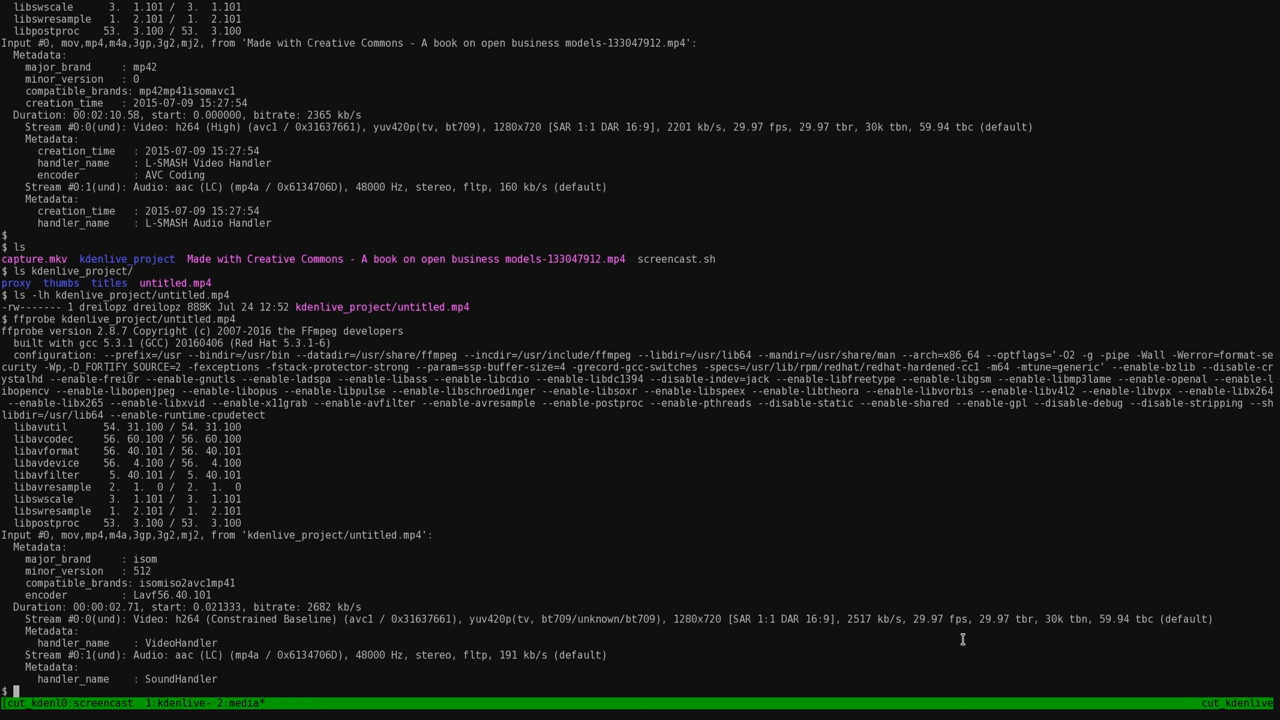 libswscale      3.  1.101 /  3.  1.101
  libswresample   1.  2.101 /  1.  2.101
  libpostproc    53.  3.100 / 53.  3.100
Input #0, mov,mp4,m4a,3gp,3g2,mj2, from 'Made with Creative Commons - A book on open business models-133047912.mp4':
  Metadata:
    major_brand     : mp42
    minor_version   : 0
    compatible_brands: mp42mp41isomavc1
    creation_time   : 2015-07-09 15:27:54
  Duration: 00:02:10.58, start: 0.000000, bitrate: 2365 kb/s
    Stream #0:0(und): Video: h264 (High) (avc1 / 0x31637661), yuv420p(tv, bt709), 1280x720 [SAR 1:1 DAR 16:9], 2201 kb/s, 29.97 fps, 29.97 tbr, 30k tbn, 59.94 tbc (default)
    Metadata:
      creation_time   : 2015-07-09 15:27:54
      handler_name    : L-SMASH Video Handler
      encoder         : AVC Coding
    Stream #0:1(und): Audio: aac (LC) (mp4a / 0x6134706D), 48000 Hz, stereo, fltp, 160 kb/s (default)
    Metadata:
      creation_time   : 2015-07-09 15:27:54
      handler_name    : L-SMASH Audio Handler
$
$ ls
capture.mkv  kdenlive_project  Made with Creative Commons - A book on open business models-133047912.mp4  screencast.sh
$ ls kdenlive_project/
proxy  thumbs  titles  untitled.mp4
$ ls -lh kdenlive_project/untitled.mp4
-rw------- 1 dreilopz dreilopz 888K Jul 24 12:52 kdenlive_project/untitled.mp4
$ ffprobe kdenlive_project/untitled.mp4
ffprobe version 2.8.7 Copyright (c) 2007-2016 the FFmpeg developers
  built with gcc 5.3.1 (GCC) 20160406 (Red Hat 5.3.1-6)
  configuration: --prefix=/usr --bindir=/usr/bin --datadir=/usr/share/ffmpeg --incdir=/usr/include/ffmpeg --libdir=/usr/lib64 --mandir=/usr/share/man --arch=x86_64 --optflags='-O2 -g -pipe -Wall -Werror=format-se
curity -Wp,-D_FORTIFY_SOURCE=2 -fexceptions -fstack-protector-strong --param=ssp-buffer-size=4 -grecord-gcc-switches -specs=/usr/lib/rpm/redhat/redhat-hardened-cc1 -m64 -mtune=generic' --enable-bzlib --disable-cr
ystalhd --enable-frei0r --enable-gnutls --enable-ladspa --enable-libass --enable-libcdio --enable-libdc1394 --disable-indev=jack --enable-libfreetype --enable-libgsm --enable-libmp3lame --enable-openal --enable-l
ibopencv --enable-libopenjpeg --enable-libopus --enable-libpulse --enable-libschroedinger --enable-libsoxr --enable-libspeex --enable-libtheora --enable-libvorbis --enable-libv4l2 --enable-libvpx --enable-libx264
 --enable-libx265 --enable-libxvid --enable-x11grab --enable-avfilter --enable-avresample --enable-postproc --enable-pthreads --disable-static --enable-shared --enable-gpl --disable-debug --disable-stripping --sh
libdir=/usr/lib64 --enable-runtime-cpudetect
  libavutil      54. 31.100 / 54. 31.100
  libavcodec     56. 60.100 / 56. 60.100
  libavformat    56. 40.101 / 56. 40.101
  libavdevice    56.  4.100 / 56.  4.100
  libavfilter     5. 40.101 /  5. 40.101
  libavresample   2.  1.  0 /  2.  1.  0
  libswscale      3.  1.101 /  3.  1.101
  libswresample   1.  2.101 /  1.  2.101
  libpostproc    53.  3.100 / 53.  3.100
Input #0, mov,mp4,m4a,3gp,3g2,mj2, from 'kdenlive_project/untitled.mp4':
  Metadata:
    major_brand     : isom
    minor_version   : 512
    compatible_brands: isomiso2avc1mp41
    encoder         : Lavf56.40.101
  Duration: 00:00:02.71, start: 0.021333, bitrate: 2682 kb/s
    Stream #0:0(und): Video: h264 (Constrained Baseline) (avc1 / 0x31637661), yuv420p(tv, bt709/unknown/bt709), 1280x720 [SAR 1:1 DAR 16:9], 2517 kb/s, 29.97 fps, 29.97 tbr, 30k tbn, 59.94 tbc (default)
    Metadata:
      handler_name    : VideoHandler
    Stream #0:1(und): Audio: aac (LC) (mp4a / 0x6134706D), 48000 Hz, stereo, fltp, 191 kb/s (default)
    Metadata:
      handler_name    : SoundHandler
$
[cut_kdenl0:screencast  1:kdenlive- 2:media*  cut_kdenlive